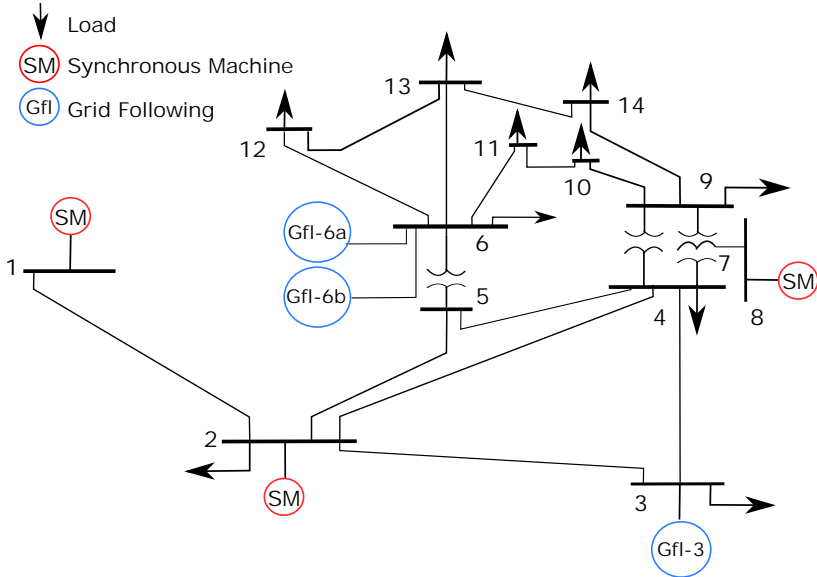 Load
SM Synchronous Machine
Gfl Grid Following
13
14
12
11
10
9
SM
Gfl-6a
6
1
7
Gfl-6b
5
4
8
SM
2
SM
3
Gfl-3